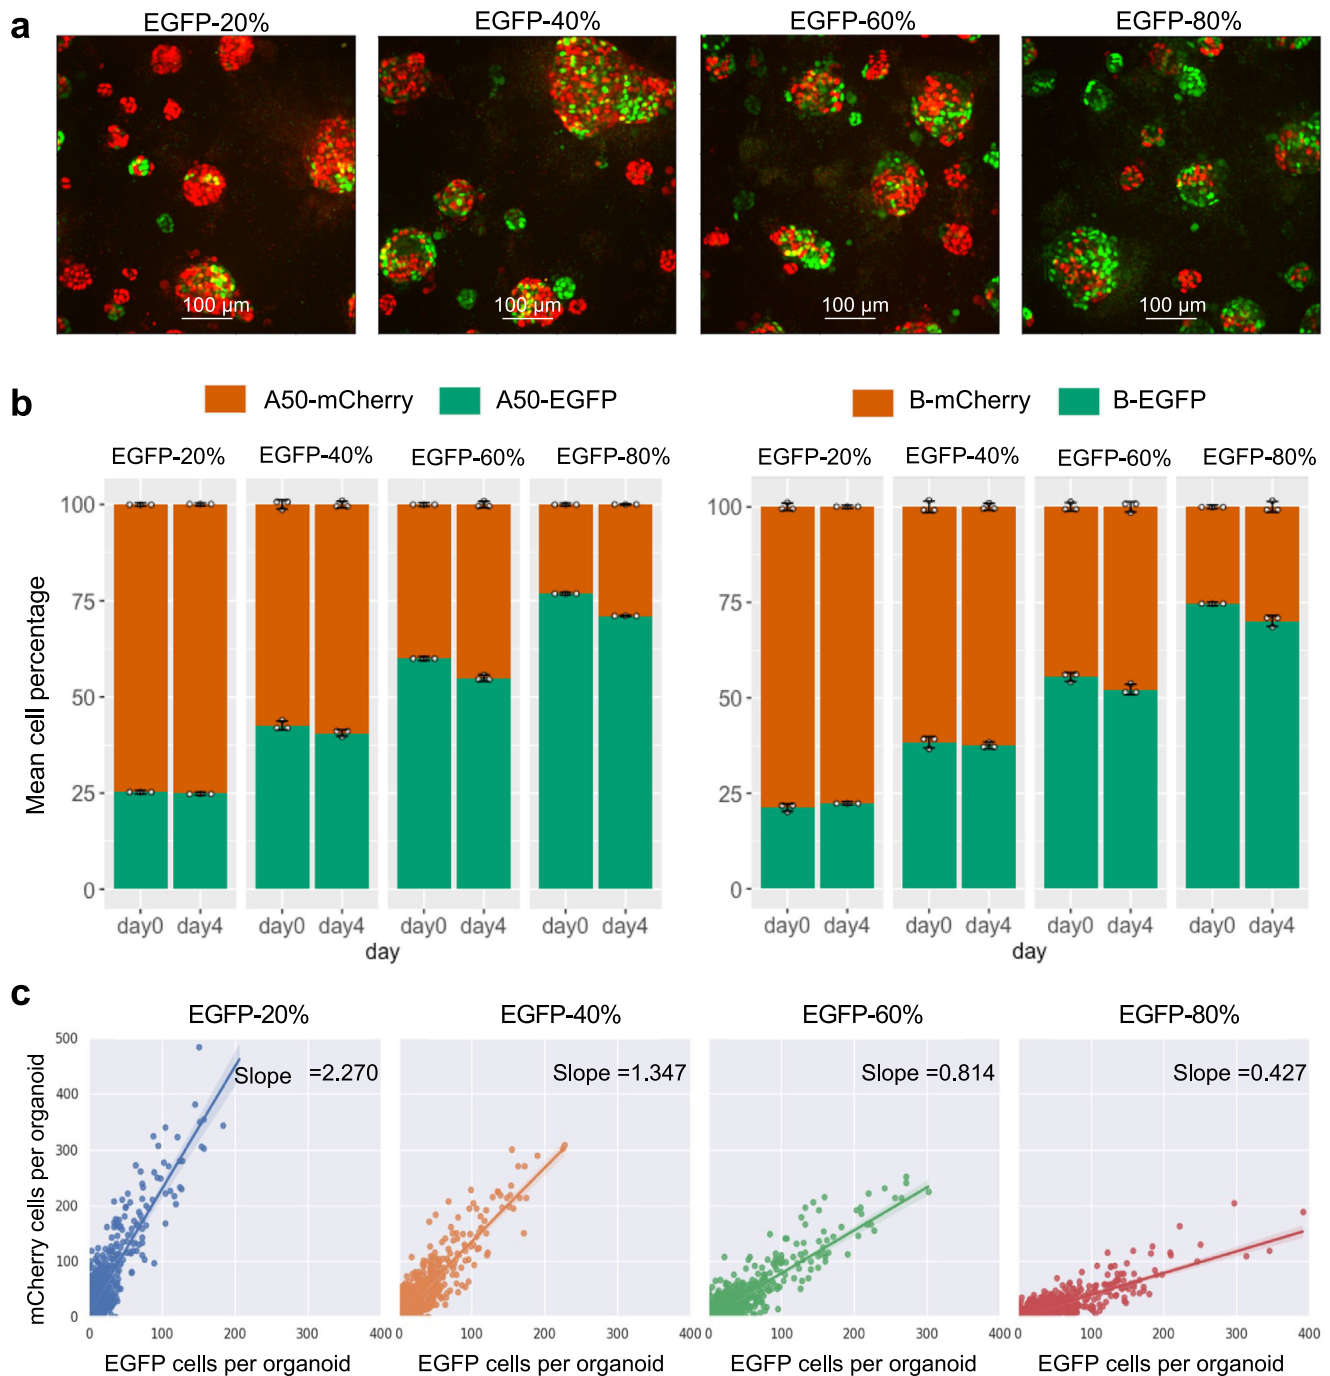 a
EGFP-20% EGFP-40% EGFP-60% EGFP-80%
100 µm 100 µm 100 µm 100 µm
b
A50-mCherry A50-EGFP B-mCherry B-EGFP
EGFP-20% EGFP-40% EGFP-60% EGFP-80% EGFP-20% EGFP-40% EGFP-60% EGFP-80%
Mean cell percentage
100
75
50
25
0
100
75
50
25
0
day0 day4 day0 day4 day0 day4 day0 day4
day
day0 day4 day0 day4 day0 day4 day0 day4
day
c
EGFP-20% EGFP-40% EGFP-60% EGFP-80%
mCherry cells per organoid
500
400
300
200
100
0
Slope =2.270 Slope =1.347 Slope =0.814 Slope =0.427
0 100 200 300 400 0 100 200 300 400 0 100 200 300 400 0 100 200 300 400
EGFP cells per organoid EGFP cells per organoid EGFP cells per organoid EGFP cells per organoid